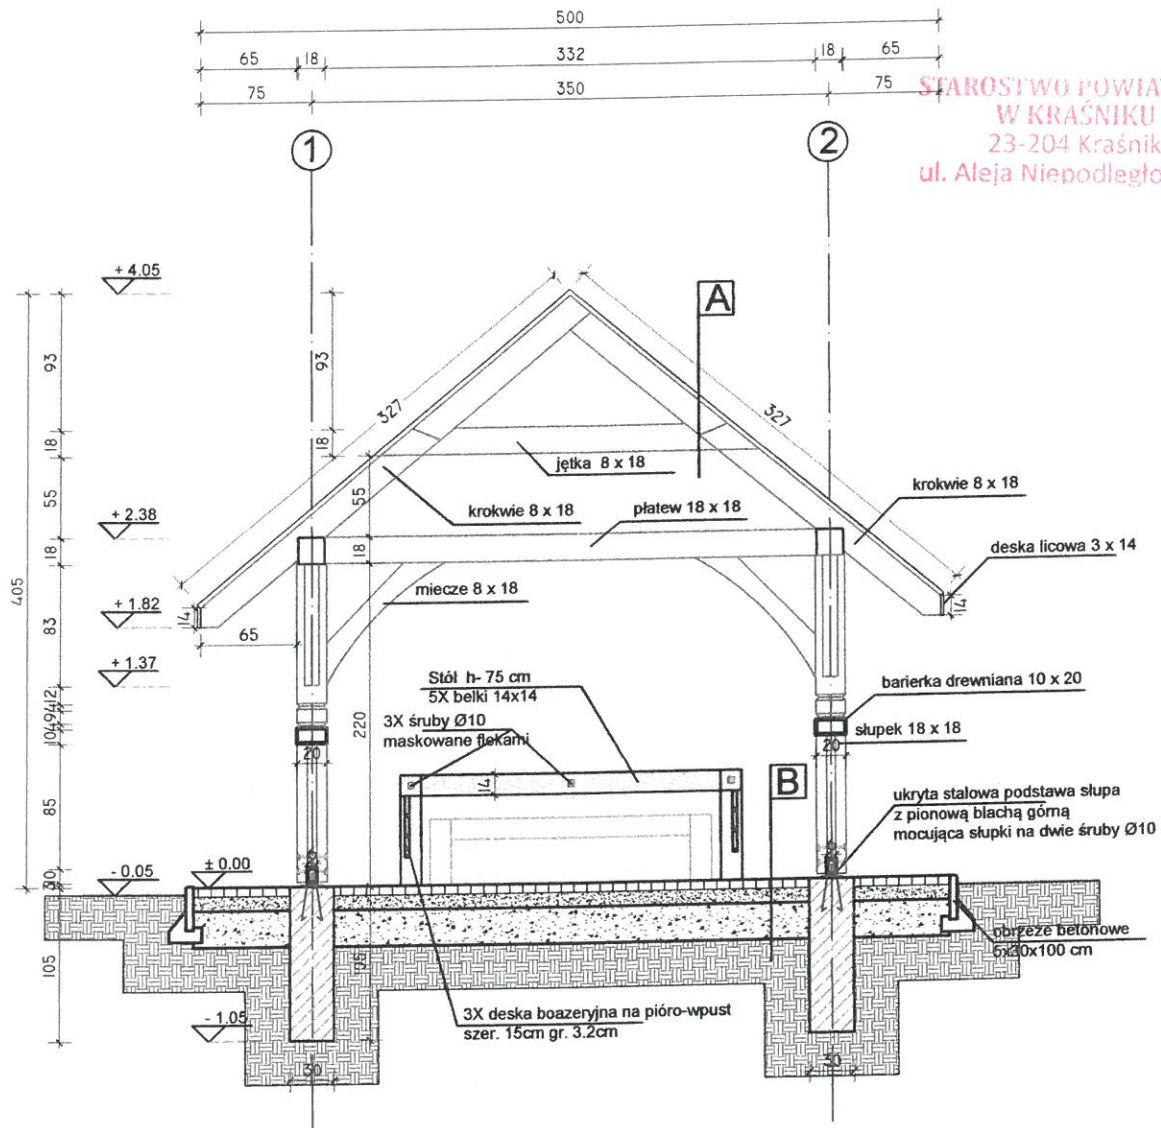 500
65
18
332
18
65
75
350
75
STAROSTWO POWIA
W KRAŚNIKU
23-204 Kraśnik
ul. Aleja Niepodległo
1
2
+ 4.05
A
93
93
327
327
18
18
jętka 8 x 18
krokwie 8 x 18
55
55
krokwie 8 x 18
płatew 18 x 18
+ 2.38
18
18
deska licowa 3 x 14
405
miecze 8 x 18
+ 1.82
14
14
83
65
+ 1.37
Stół h- 75 cm
5X belki 14x14
barierka drewniana 10 x 20
220
3X śruby Ø10
maskowane flekami
słupek 18 x 18
20
20
14
B
85
ukryta stalowa podstawa słupa
z pionową blachą górną
mocująca słupki na dwie śruby Ø10
- 0.05
± 0.00
obrzeże betonowe
105
105
3X deska boazeryjna na pióro-wpust
szer. 15cm gr. 3.2cm
- 1.05
30
30